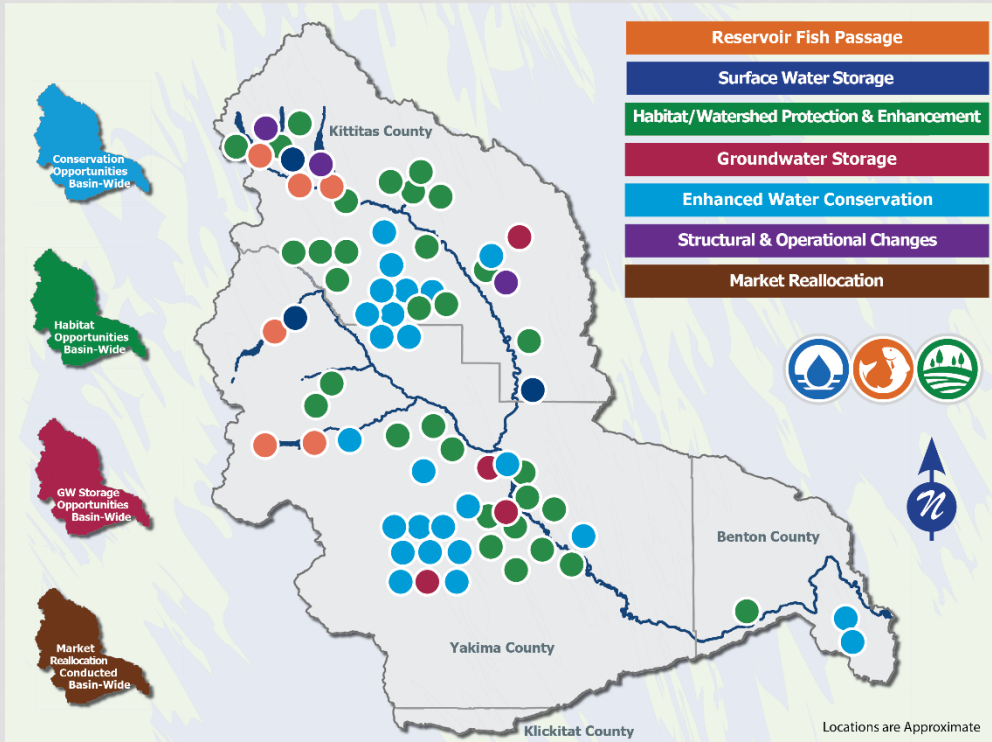 Reservoir Fish Passage
Surface Water Storage
Habitat/Watershed Protection & Enhancement
Groundwater Storage
Enhanced Water Conservation
Structural & Operational Changes
Market Reallocation
Conservation
Opportunities
Basin-Wide
Habitat
Opportunities
Basin-Wide
GW Storage
Opportunities
Basin-Wide
Market
Reallocation
Conducted
Basin-Wide
Kittitas County
Benton County
Yakima County
Klickitat County
N
Locations are Approximate